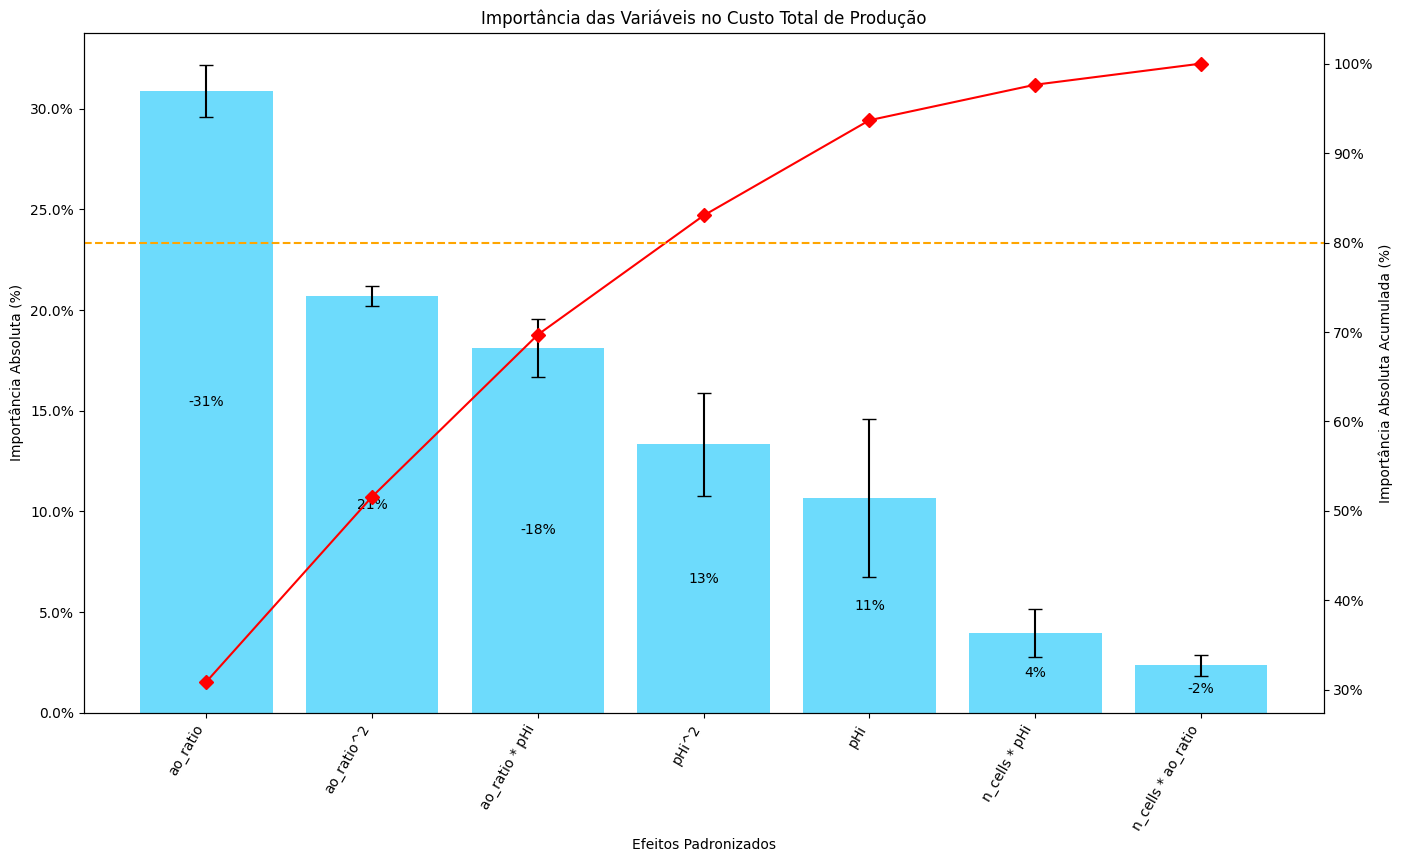 Importância das Variáveis no Custo Total de Produção
Importância Absoluta (%)
30.0%
25.0%
20.0%
15.0%
10.0%
5.0%
0.0%
-31%
21%
-18%
13%
11%
4%
-2%
100%
90%
80%
70%
60%
50%
40%
30%
Importância Absoluta Acumulada (%)
ao_ratio
ao_ratio^2
ao_ratio * pHi
pHi^2
pHi
n_cells * pHi
n_cells * ao_ratio
Efeitos Padronizados